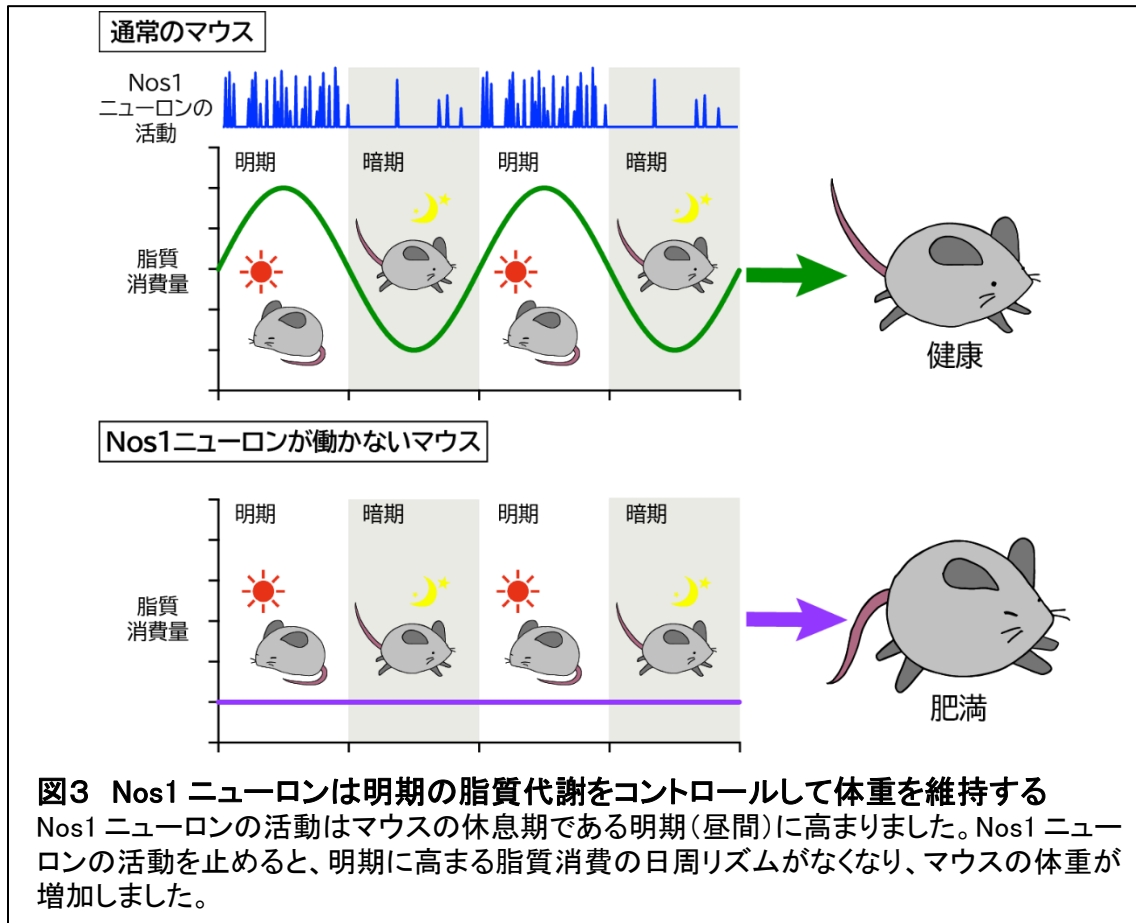 通常のマウス
Nos1
ニューロンの
活動
明期
暗期
明期
暗期
脂質
消費量
健康
Nos1ニューロンが働かないマウス
明期
暗期
明期
暗期
脂質
消費量
肥満
図3 Nos1 ニューロンは明期の脂質代謝をコントロールして体重を維持する
Nos1 ニューロンの活動はマウスの休息期である明期(昼間)に高まりました。Nos1 ニュー
ロンの活動を止めると、明期に高まる脂質消費の日周リズムがなくなり、マウスの体重が
増加しました。